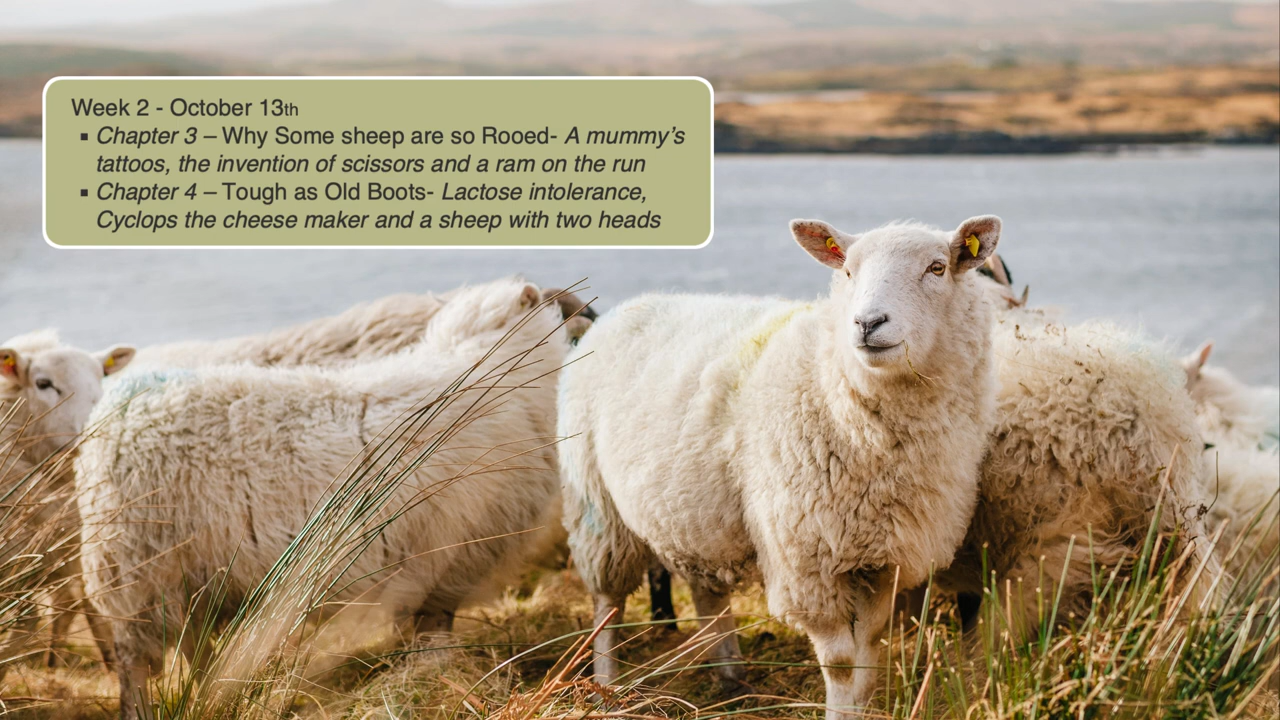 Week 2 - October 13th
▪ Chapter 3 – Why Some sheep are so Rooed- A mummy’s
tattoos, the invention of scissors and a ram on the run
▪ Chapter 4 – Tough as Old Boots- Lactose intolerance,
Cyclops the cheese maker and a sheep with two heads